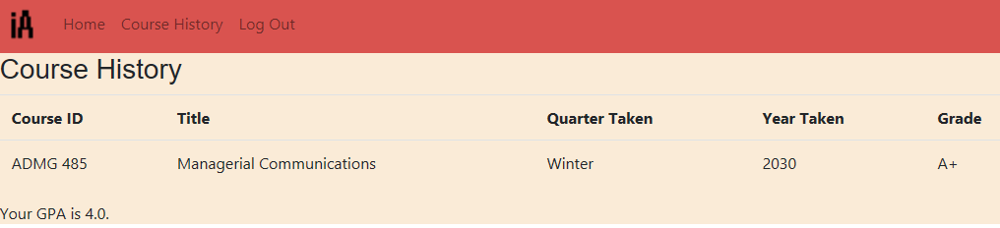 iA Home Course History Log Out
Course History
Course ID Title Quarter Taken Year Taken Grade
ADMG 485 Managerial Communications Winter 2030 A+
Your GPA is 4.0.